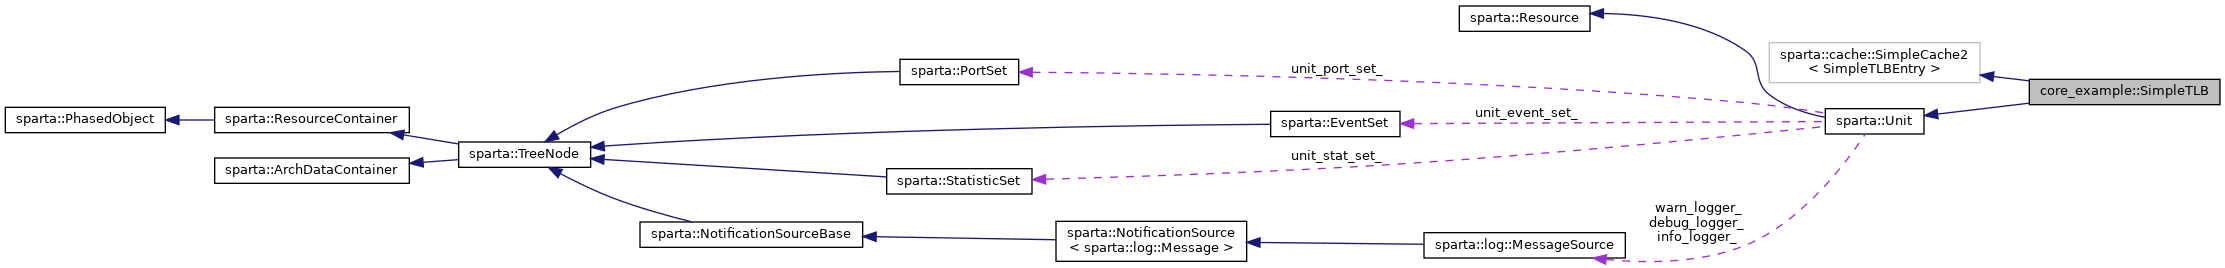 sparta::Resource
sparta::cache::SimpleCache2
< SimpleTLBEntry >
sparta::PortSet
unit_port_set_
core_example::SimpleTLB
sparta::PhasedObject
sparta::ResourceContainer
sparta::EventSet
unit_event_set_
sparta::Unit
sparta::TreeNode
unit_stat_set_
sparta::ArchDataContainer
sparta::StatisticSet
warn_logger_
debug_logger_
info_logger_
sparta::NotificationSourceBase
sparta::NotificationSource
< sparta::log::Message >
sparta::log::MessageSource